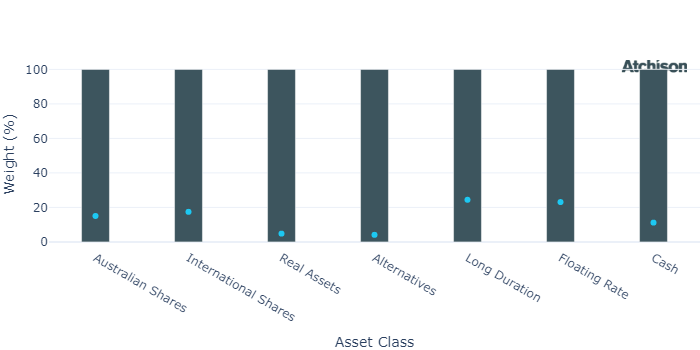 Atchison
Weight (%)
100
80
60
40
20
0
Australian Shares
International Shares
Real Assets
Alternatives
Long Duration
Floating Rate
Cash
Asset Class